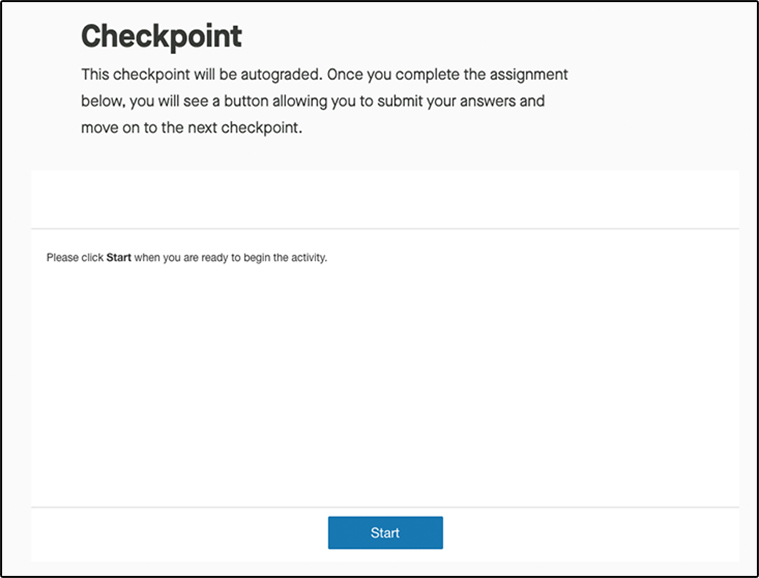 Checkpoint
This checkpoint will be autograded. Once you complete the assignment
below, you will see a button allowing you to submit your answers and
move on to the next checkpoint.
Please click Start when you are ready to begin the activity.
Start